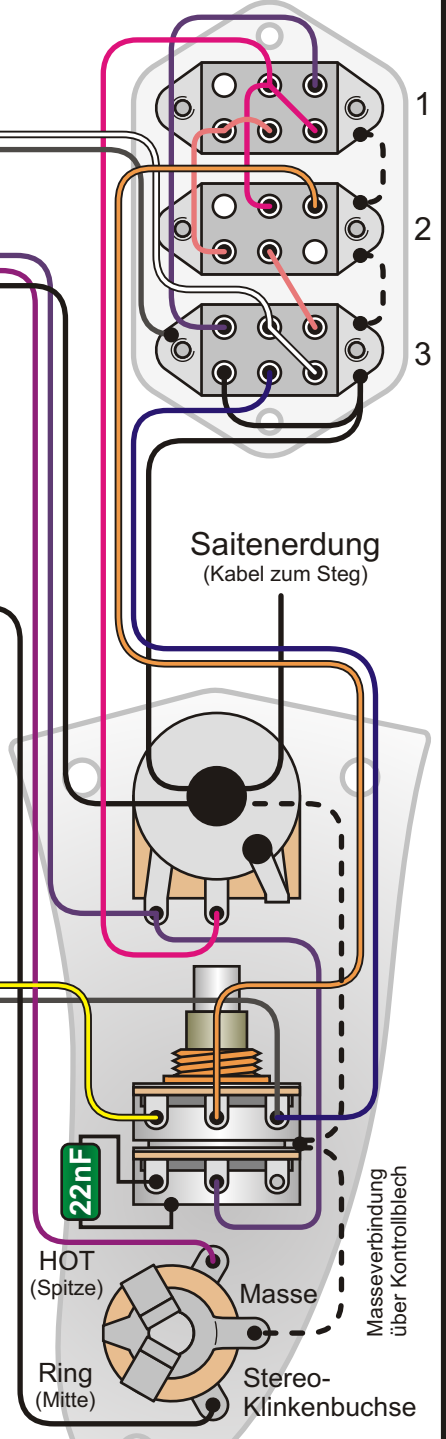 1
2
3
Saitenerdung
(Kabel zum Steg)
22nF
HOT
(Spitze)
Masse
Masseverbindung
über Kontrollblech
Ring
(Mitte)
Stereo-
Klinkenbuchse